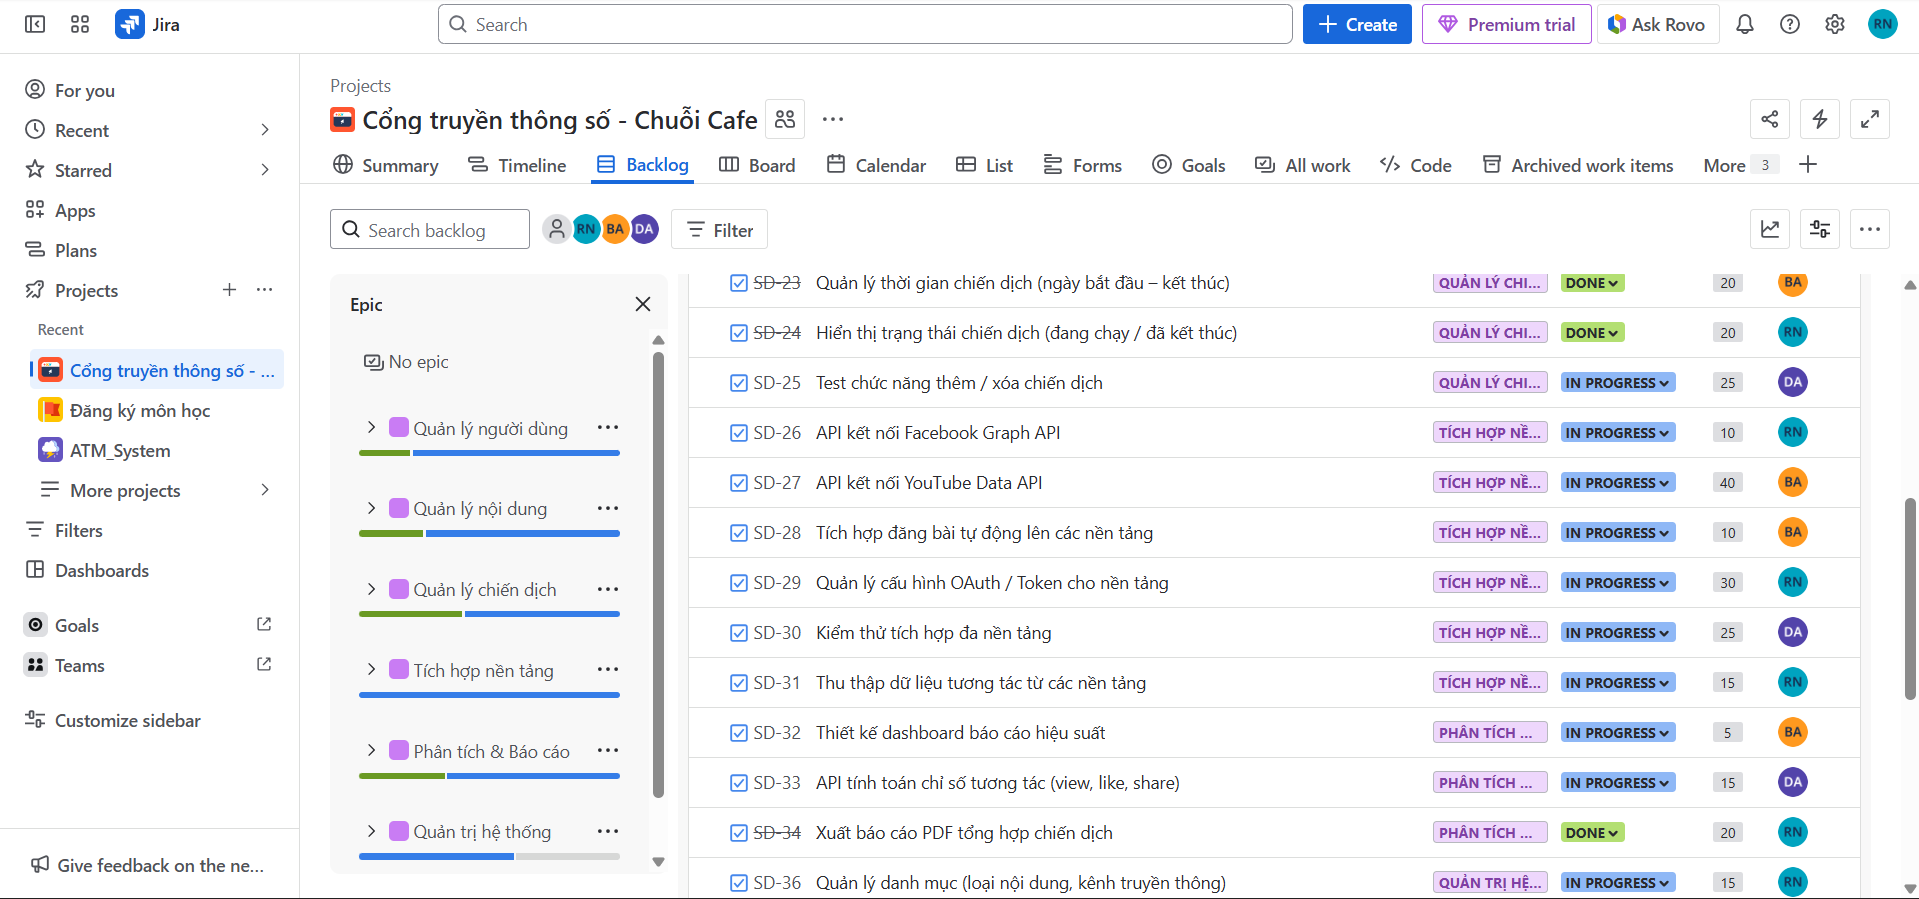 Jira
Search
Create
Premium trial
Ask Rovo
RN
For you
Recent
Starred
Apps
Plans
Projects
Recent
Cổng truyền thông số - ...
Đăng ký môn học
ATM_System
More projects
Filters
Dashboards
Goals
Teams
Customize sidebar
Give feedback on the ne...
Projects
Cổng truyền thông số - Chuỗi Cafe
Summary Timeline Backlog Board Calendar List Forms Goals All work Code Archived work items More 3
Search backlog RN BA DA Filter
Epic
No epic
Quản lý người dùng
Quản lý nội dung
Quản lý chiến dịch
Tích hợp nền tảng
Phân tích & Báo cáo
Quản trị hệ thống
SD-23 Quản lý thời gian chiến dịch (ngày bắt đầu – kết thúc) QUẢN LÝ CHI... DONE 20 BA
SD-24 Hiển thị trạng thái chiến dịch (đang chạy / đã kết thúc) QUẢN LÝ CHI... DONE 20 RN
SD-25 Test chức năng thêm / xóa chiến dịch QUẢN LÝ CHI... IN PROGRESS 25 DA
SD-26 API kết nối Facebook Graph API TÍCH HỢP NỀ... IN PROGRESS 10 RN
SD-27 API kết nối YouTube Data API TÍCH HỢP NỀ... IN PROGRESS 40 BA
SD-28 Tích hợp đăng bài tự động lên các nền tảng TÍCH HỢP NỀ... IN PROGRESS 10 BA
SD-29 Quản lý cấu hình OAuth / Token cho nền tảng TÍCH HỢP NỀ... IN PROGRESS 30 RN
SD-30 Kiểm thử tích hợp đa nền tảng TÍCH HỢP NỀ... IN PROGRESS 25 DA
SD-31 Thu thập dữ liệu tương tác từ các nền tảng TÍCH HỢP NỀ... IN PROGRESS 15 RN
SD-32 Thiết kế dashboard báo cáo hiệu suất PHÂN TÍCH ... IN PROGRESS 5 BA
SD-33 API tính toán chỉ số tương tác (view, like, share) PHÂN TÍCH ... IN PROGRESS 15 DA
SD-34 Xuất báo cáo PDF tổng hợp chiến dịch PHÂN TÍCH ... DONE 20 RN
SD-36 Quản lý danh mục (loại nội dung, kênh truyền thông) QUẢN TRỊ HỆ... IN PROGRESS 15 RN